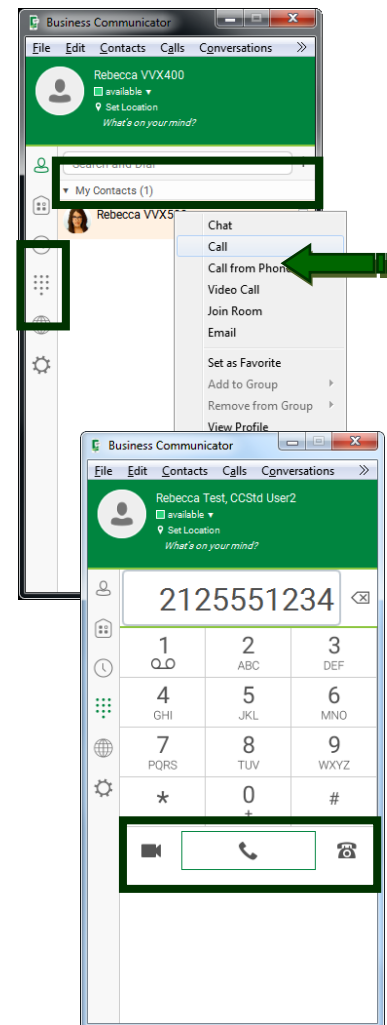 Business Communicator
File Edit Contacts Calls Conversations »
Rebecca VVX400
available
Set Location
What's on your mind?
Search and Dial
My Contacts (1)
Rebecca
Chat
Call
Call from Phone
Video Call
Join Room
Email
Set as Favorite
Add to Group
Remove from Group
View Profile
Business Communicator
File Edit Contacts Calls Conversations »
Rebecca Test, CCStd User2
available
Set Location
What's on your mind?
2125551234
1 2 3
ABC DEF
4 5 6
GHI JKL MNO
7 8 9
PQRS TUV WXYZ
* 0 #
+